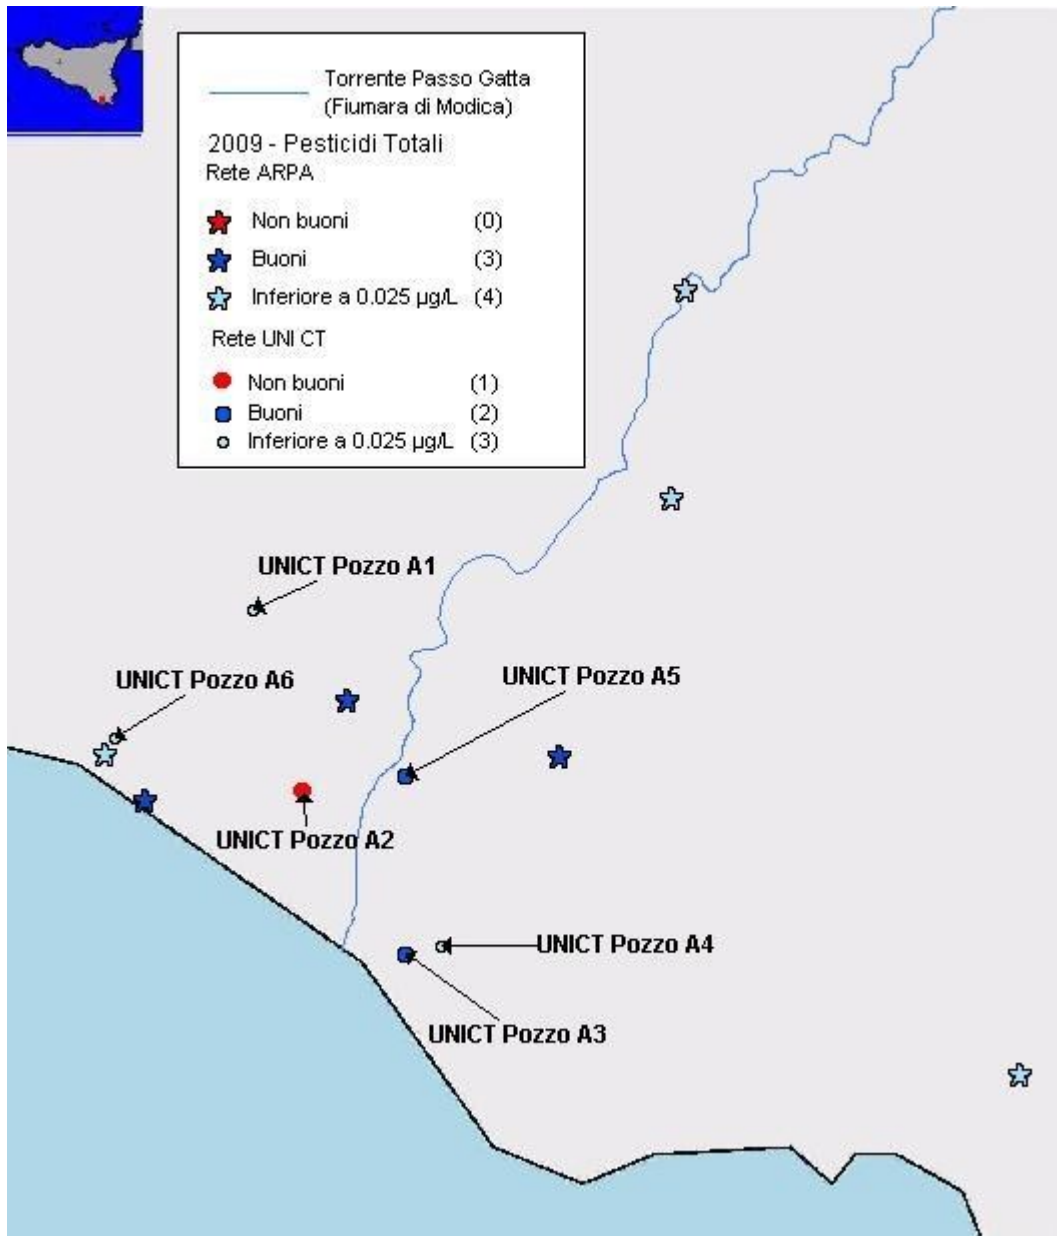 Torrente Passo Gatta
(Fiumara di Modica)
2009 - Pesticidi Totali
Rete ARPA
Non buoni (0)
Buoni (3)
Inferiore a 0.025 µg/L (4)
Rete UNI CT
Non buoni (1)
Buoni (2)
Inferiore a 0.025 µg/L (3)
UNICT Pozzo A1
UNICT Pozzo A6
UNICT Pozzo A5
UNICT Pozzo A2
UNICT Pozzo A4
UNICT Pozzo A3